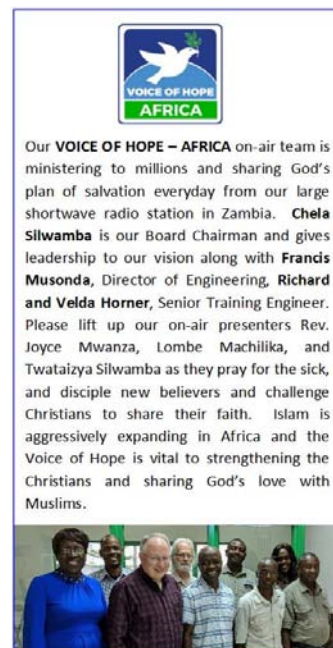 VOICE OF HOPE
AFRICA
Our VOICE OF HOPE – AFRICA on-air team is
ministering to millions and sharing God's
plan of salvation everyday from our large
shortwave radio station in Zambia. Chela
Silwamba is our Board Chairman and gives
leadership to our vision along with Francis
Musonda, Director of Engineering, Richard
and Velda Horner, Senior Training Engineer.
Please lift up our on-air presenters Rev.
Joyce Mwanza, Lombe Machilika, and
Twataizya Silwamba as they pray for the sick,
and disciple new believers and challenge
Christians to share their faith. Islam is
aggressively expanding in Africa and the
Voice of Hope is vital to strengthening the
Christians and sharing God's love with
Muslims.